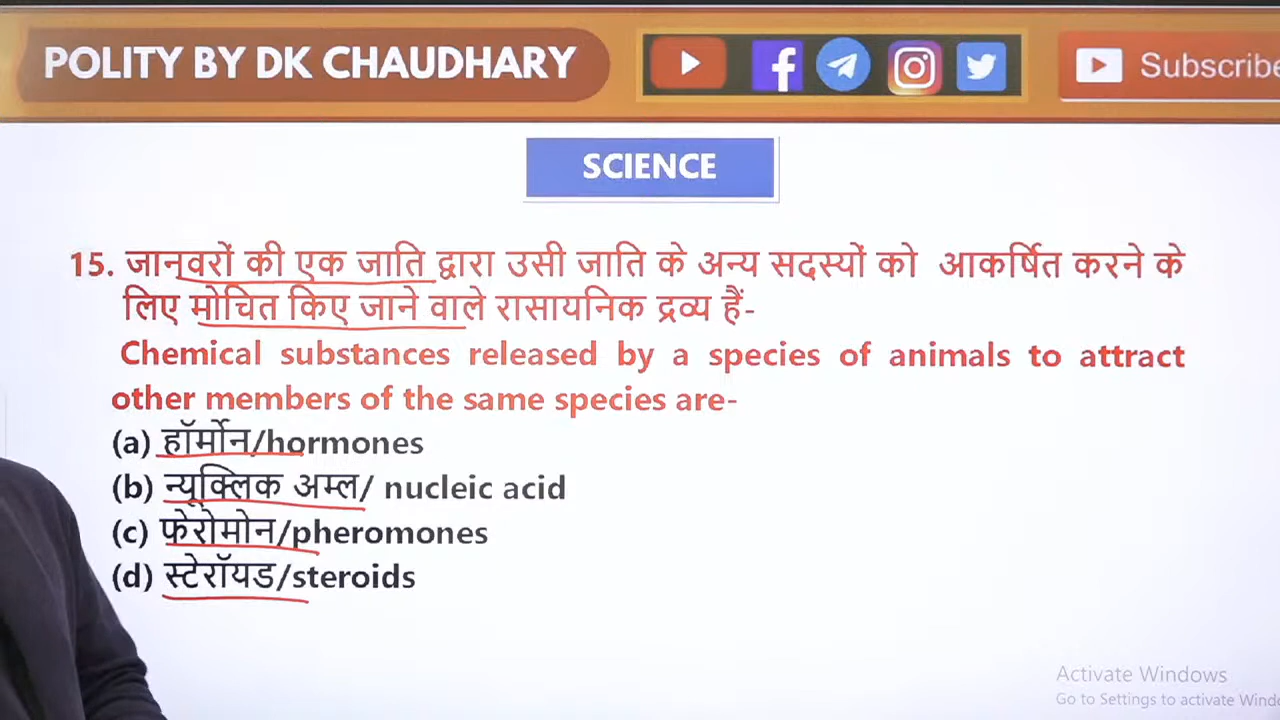 POLITY BY DK CHAUDHARY
Subscribe
SCIENCE
15. जानवरों की एक जाति द्वारा उसी जाति के अन्य सदस्यों को आकर्षित करने के
लिए मोचित किए जाने वाले रासायनिक द्रव्य हैं-
Chemical substances released by a species of animals to attract
other members of the same species are-
(a) हॉर्मोन/hormones
(b) न्यूक्लिक अम्ल/ nucleic acid
(c) फ़ेरोमोन/pheromones
(d) स्टेरॉयड/steroids
Activate Windows
Go to Settings to activate